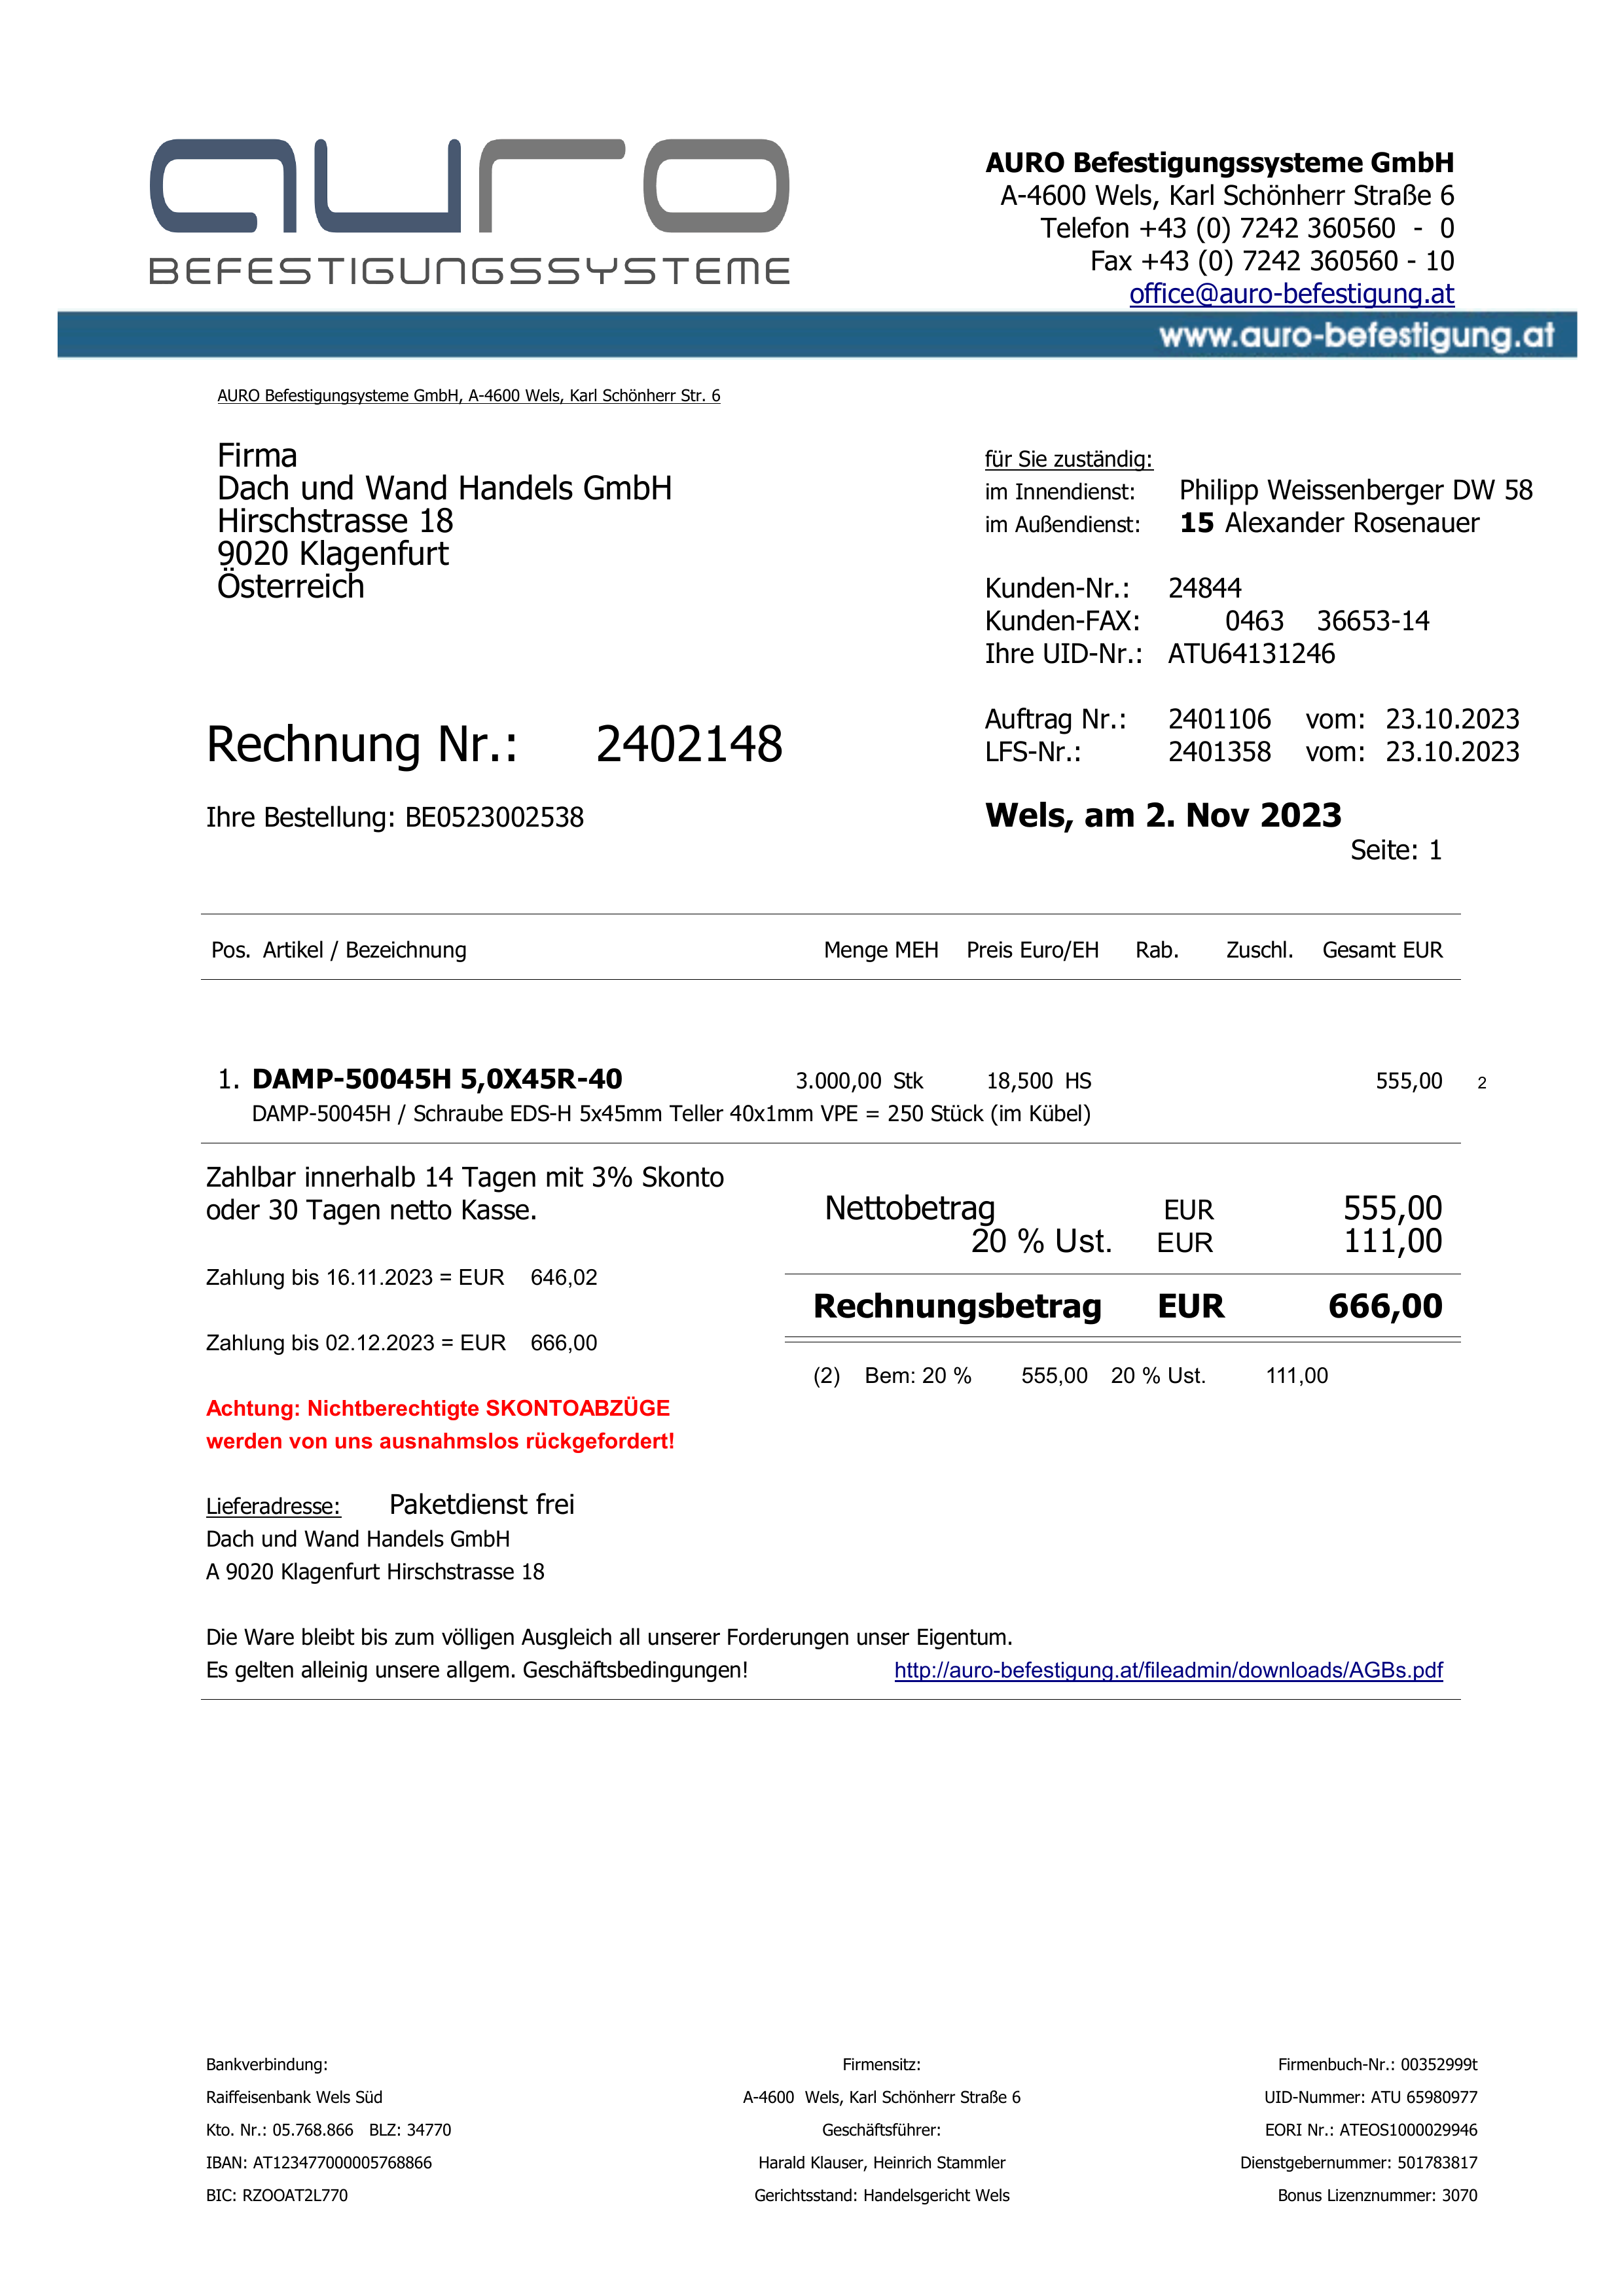 auro
BEFESTIGUNGSSYSTEME
AURO Befestigungssysteme GmbH
A-4600 Wels, Karl Schönherr Straße 6
Telefon +43 (0) 7242 360560 - 0
Fax +43 (0) 7242 360560 - 10
office@auro-befestigung.at
www.auro-befestigung.at
AURO Befestigungsysteme GmbH, A-4600 Wels, Karl Schönherr Str. 6
Firma
Dach und Wand Handels GmbH
Hirschstrasse 18
9020 Klagenfurt
Österreich
für Sie zuständig:
im Innendienst: Philipp Weissenberger DW 58
im Außendienst: 15 Alexander Rosenauer
Kunden-Nr.: 24844
Kunden-FAX: 0463 36653-14
Ihre UID-Nr.: ATU64131246
Auftrag Nr.: 2401106 vom: 23.10.2023
LFS-Nr.: 2401358 vom: 23.10.2023
Rechnung Nr.: 2402148
Ihre Bestellung: BE0523002538
Wels, am 2. Nov 2023
Seite: 1
Pos. Artikel / Bezeichnung Menge MEH Preis Euro/EH Rab. Zuschl. Gesamt EUR
1. DAMP-50045H 5,0X45R-40 3.000,00 Stk 18,500 HS 555,00 2
DAMP-50045H / Schraube EDS-H 5x45mm Teller 40x1mm VPE = 250 Stück (im Kübel)
Zahlbar innerhalb 14 Tagen mit 3% Skonto
oder 30 Tagen netto Kasse.
Zahlung bis 16.11.2023 = EUR 646,02
Zahlung bis 02.12.2023 = EUR 666,00
Nettobetrag EUR 555,00
20 % Ust. EUR 111,00
Rechnungsbetrag EUR 666,00
(2) Bem: 20 % 555,00 20 % Ust. 111,00
Achtung: Nichtberechtigte SKONTOABZÜGE
werden von uns ausnahmslos rückgefordert!
Lieferadresse: Paketdienst frei
Dach und Wand Handels GmbH
A 9020 Klagenfurt Hirschstrasse 18
Die Ware bleibt bis zum völligen Ausgleich all unserer Forderungen unser Eigentum.
Es gelten alleinig unsere allgem. Geschäftsbedingungen! http://auro-befestigung.at/fileadmin/downloads/AGBs.pdf
Bankverbindung:
Raiffeisenbank Wels Süd
Kto. Nr.: 05.768.866 BLZ: 34770
IBAN: AT123477000005768866
BIC: RZOOAT2L770
Firmensitz:
A-4600 Wels, Karl Schönherr Straße 6
Geschäftsführer:
Harald Klauser, Heinrich Stammler
Gerichtsstand: Handelsgericht Wels
Firmenbuch-Nr.: 00352999t
UID-Nummer: ATU 65980977
EORI Nr.: ATEOS1000029946
Dienstgebernummer: 501783817
Bonus Lizenznummer: 3070